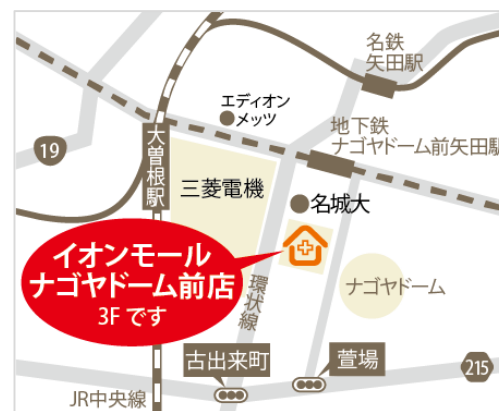 名鉄
矢田駅
エディオン
メッツ
地下鉄
ナゴヤドーム前矢田駅
19
大曽根駅
三菱電機
名城大
イオンモール
ナゴヤドーム前店
3F です
環状線
ナゴヤドーム
古出来町
萱場
215
JR中央線